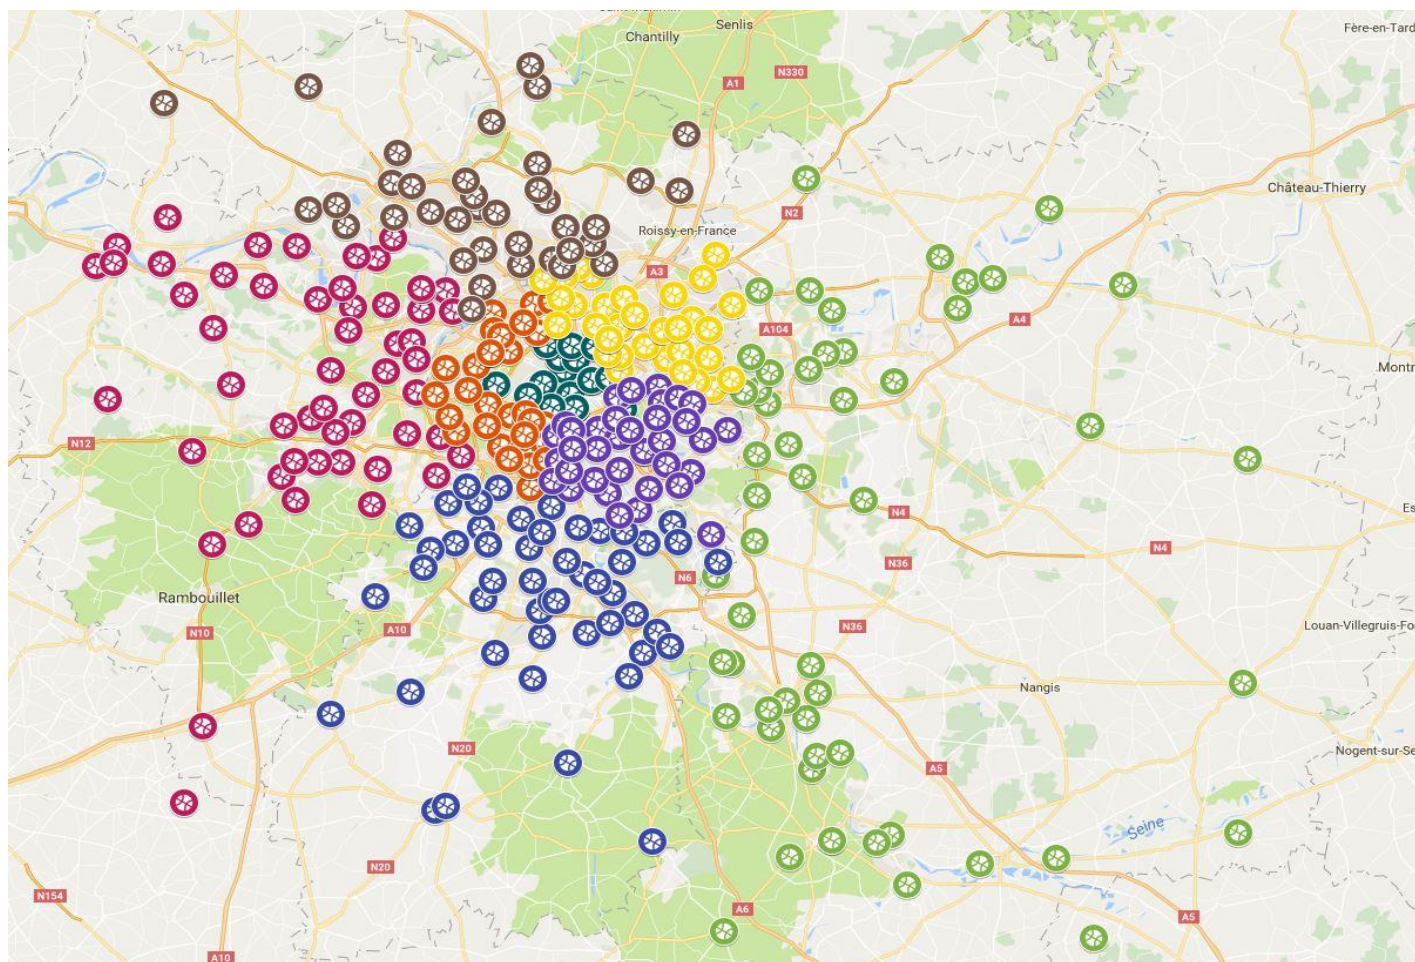 Senlis
Chantilly
Fère-en-Tard
N330
A1
Château-Thierry
N2
Roissy-en-France
A3
A4
A104
Montr
N12
N4
Es
N4
N36
N6
Rambouillet
N10
A10
N36
Louan-Villegruis-Fo
Nangis
N20
Nogent-sur-Se
A5
Seine
N20
N154
A6
A5
A10